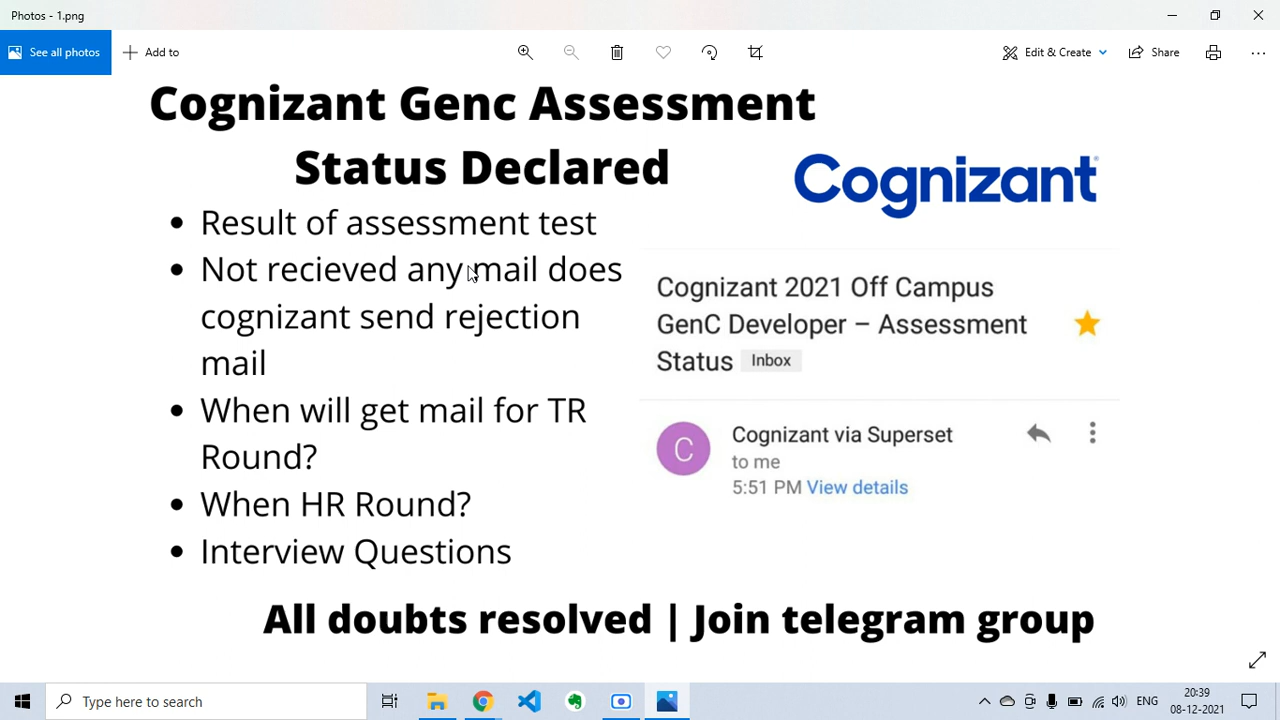 Photos - 1.png
See all photos
Add to
Edit & Create
Share
Cognizant Genc Assessment
Status Declared
Cognizant
Result of assessment test
Not recieved any mail does
cognizant send rejection
mail
When will get mail for TR
Round?
When HR Round?
Interview Questions
Cognizant 2021 Off Campus
GenC Developer – Assessment
Status Inbox
C
Cognizant via Superset
to me
5:51 PM View details
All doubts resolved | Join telegram group
Type here to search
ENG
20:39
08-12-2021